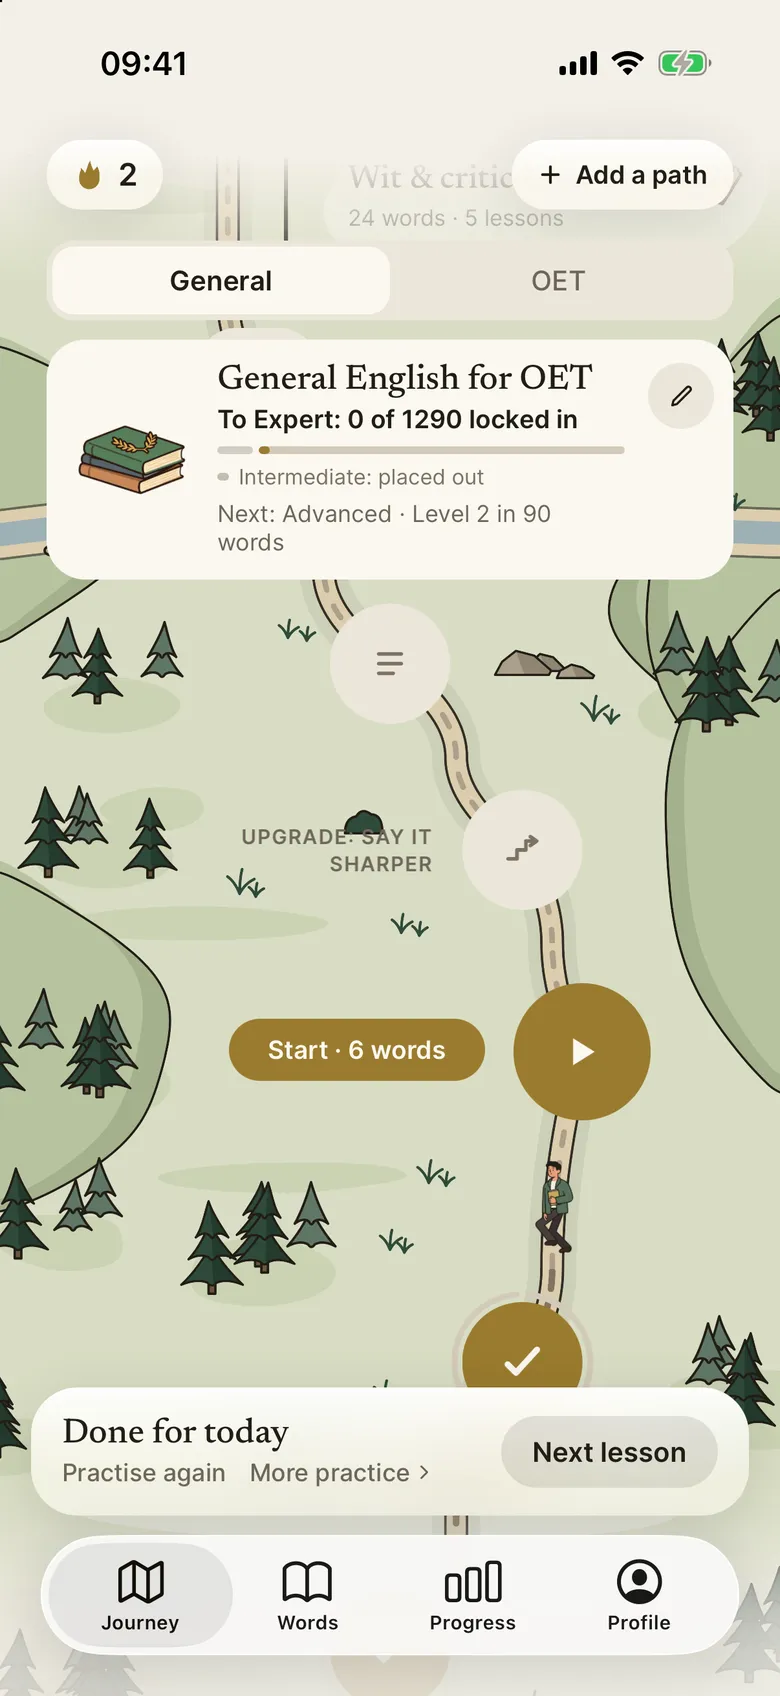 09:41
2
Wit & critic
24 words · 5 lessons
+ Add a path
General
OET
General English for OET
To Expert: 0 of 1290 locked in
Intermediate: placed out
Next: Advanced · Level 2 in 90
words
UPGRADE: SAY IT
SHARPER
Start · 6 words
Done for today
Practise again
More practice >
Next lesson
Journey
Words
Progress
Profile